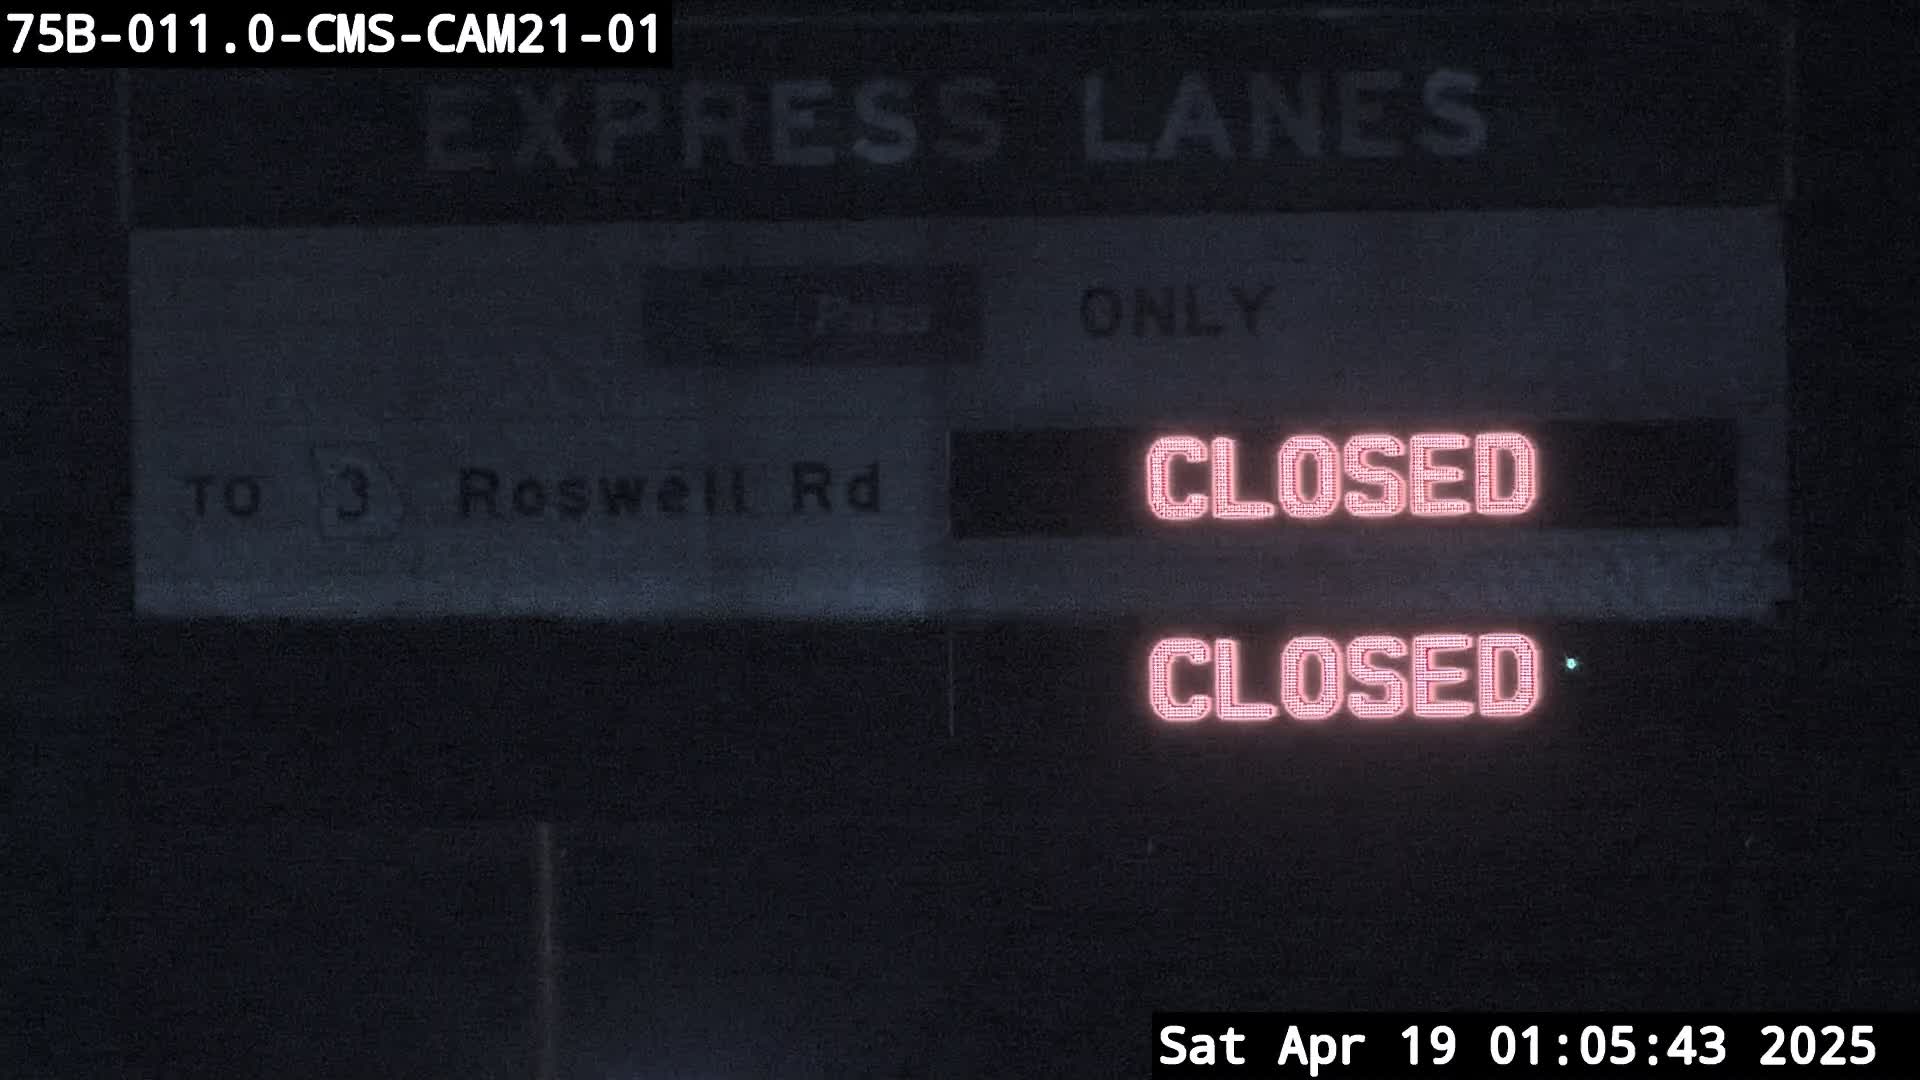 75B-011.0-CMS-CAM21-01
EXPRESS LANES
Pass ONLY
TO 3 Roswell Rd CLOSED
CLOSED
Sat Apr 19 01:05:43 2025